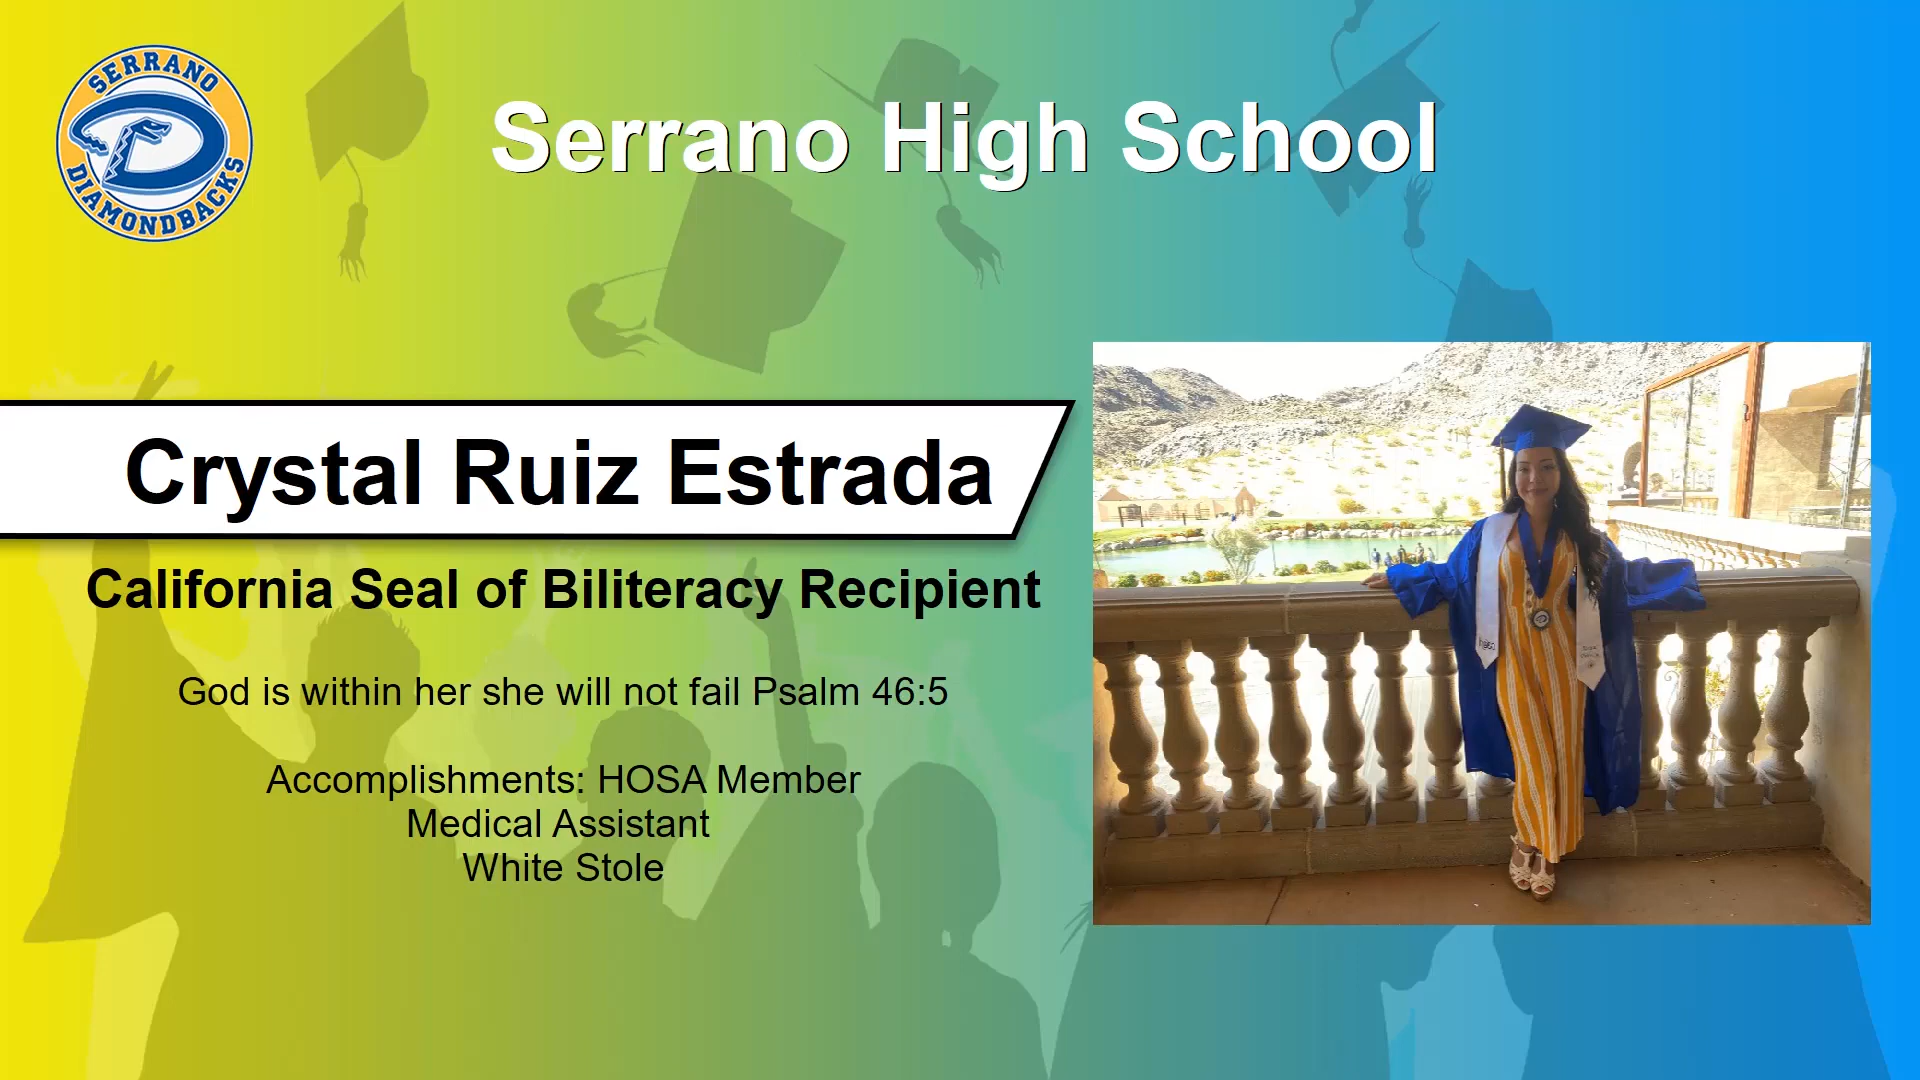 SERRANO
DIAMONDBACKS
Serrano High School
Crystal Ruiz Estrada
California Seal of Biliteracy Recipient
God is within her she will not fail Psalm 46:5
Accomplishments: HOSA Member
Medical Assistant
White Stole